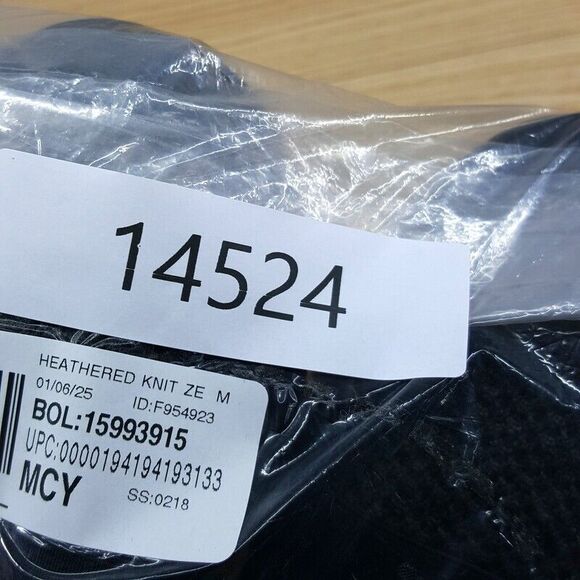 14524
HEATHERED KNIT ZE M
01/06/25 ID:F954923
BOL:15993915
UPC:0000194194193133
MCY SS:0218